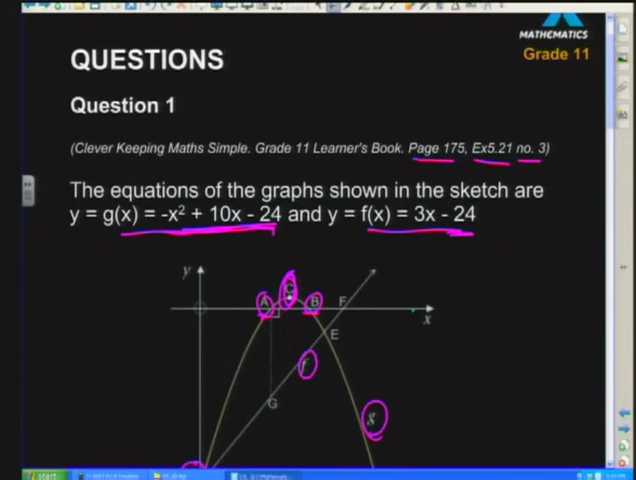 MATHEMATICS
Grade 11
QUESTIONS
Question 1
(Clever Keeping Maths Simple. Grade 11 Learner's Book. Page 175, Ex5.21 no. 3)
The equations of the graphs shown in the sketch are
y = g(x) = -x² + 10x - 24 and y = f(x) = 3x - 24
y
A
C
B
F
x
E
f
G
g
start